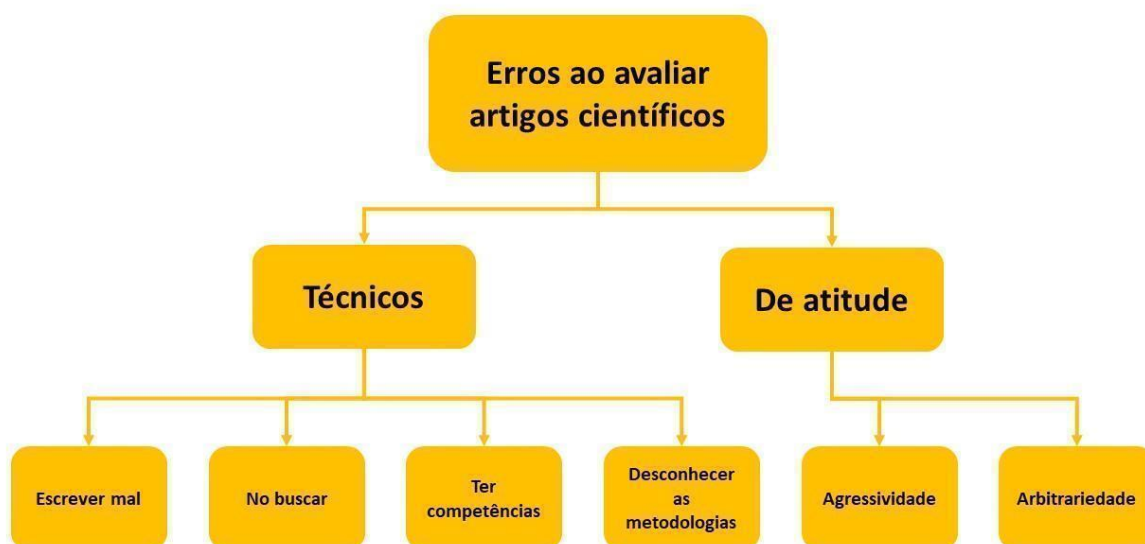 Erros ao avaliar
artigos científicos
Técnicos
De atitude
Escrever mal
No buscar
Ter
competências
Desconhecer
as
metodologias
Agressividade
Arbitrariedade